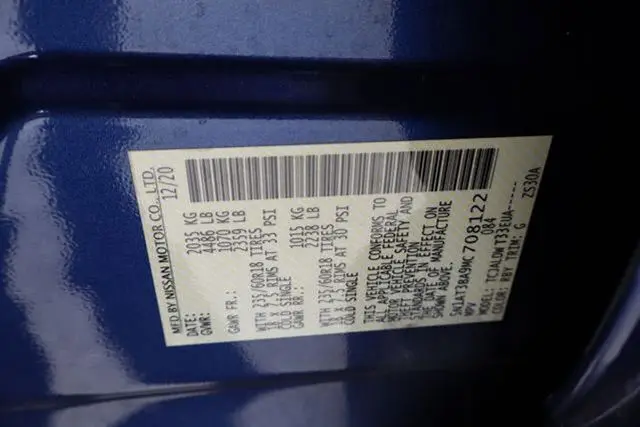 MFD BY NISSAN MOTOR CO., LTD.
DATE: 12/20
GVWR: 2035 KG
4486 LB
GAWR FR.: 1070 KG
2359 LB
WITH 235/60R18 TIRES
18 X 7.5 RIMS AT 33 PSI
COLD SINGLE
GAWR RR.: 1015 KG
2238 LB
WITH 235/60R18 TIRES
18 X 7.5 RIMS AT 30 PSI
COLD SINGLE
THIS VEHICLE CONFORMS TO
ALL APPLICABLE FEDERAL
MOTOR VEHICLE SAFETY AND
THEFT PREVENTION
STANDARDS IN EFFECT ON
THE DATE OF MANUFACTURE
SHOWN ABOVE.
5N1AT3BA9MC708122
MPV 084
MODEL: TCJALDW T33EUA------
COLOR: RBY TRIM: G ZS30A